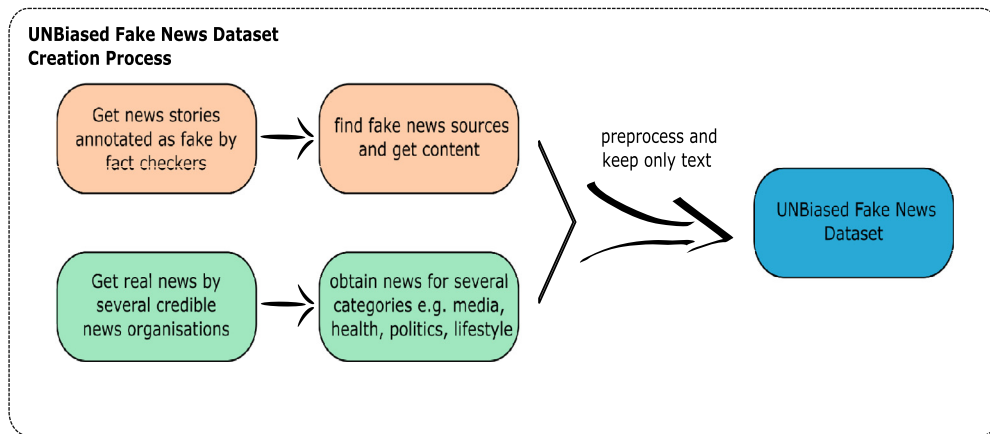 UNBiased Fake News Dataset
Creation Process
Get news stories
annotated as fake by
fact checkers
find fake news sources
and get content
preprocess and
keep only text
UNBiased Fake News
Dataset
Get real news by
several credible
news organisations
obtain news for several
categories e.g. media,
health, politics, lifestyle